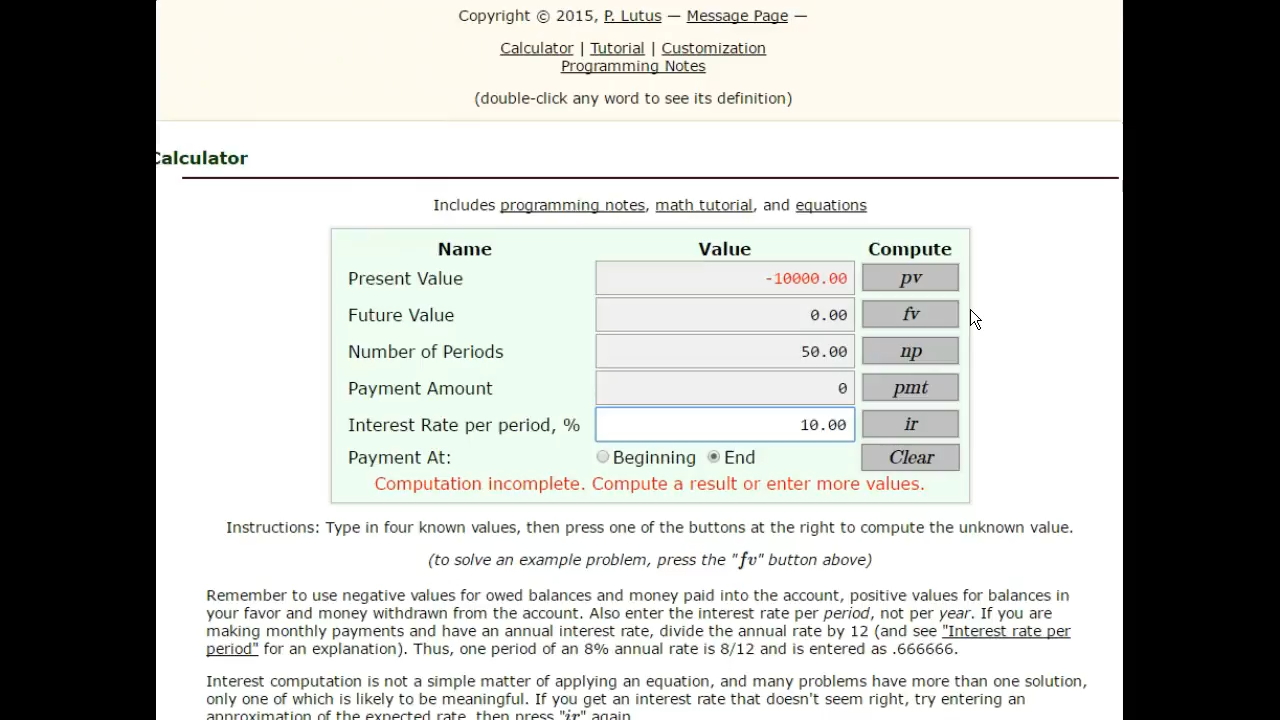 Copyright © 2015, P. Lutus — Message Page —
Calculator | Tutorial | Customization
Programming Notes
(double-click any word to see its definition)
Calculator
Includes programming notes, math tutorial, and equations
Name Value Compute
Present Value -10000.00 pv
Future Value 0.00 fv
Number of Periods 50.00 np
Payment Amount 0 pmt
Interest Rate per period, % 10.00 ir
Payment At: Beginning End Clear
Computation incomplete. Compute a result or enter more values.
Instructions: Type in four known values, then press one of the buttons at the right to compute the unknown value.
(to solve an example problem, press the "fv" button above)
Remember to use negative values for owed balances and money paid into the account, positive values for balances in
your favor and money withdrawn from the account. Also enter the interest rate per period, not per year. If you are
making monthly payments and have an annual interest rate, divide the annual rate by 12 (and see "Interest rate per
period" for an explanation). Thus, one period of an 8% annual rate is 8/12 and is entered as .666666.
Interest computation is not a simple matter of applying an equation, and many problems have more than one solution,
only one of which is likely to be meaningful. If you get an interest rate that doesn't seem right, try entering an
approximation of the expected rate, then press "ir" again.